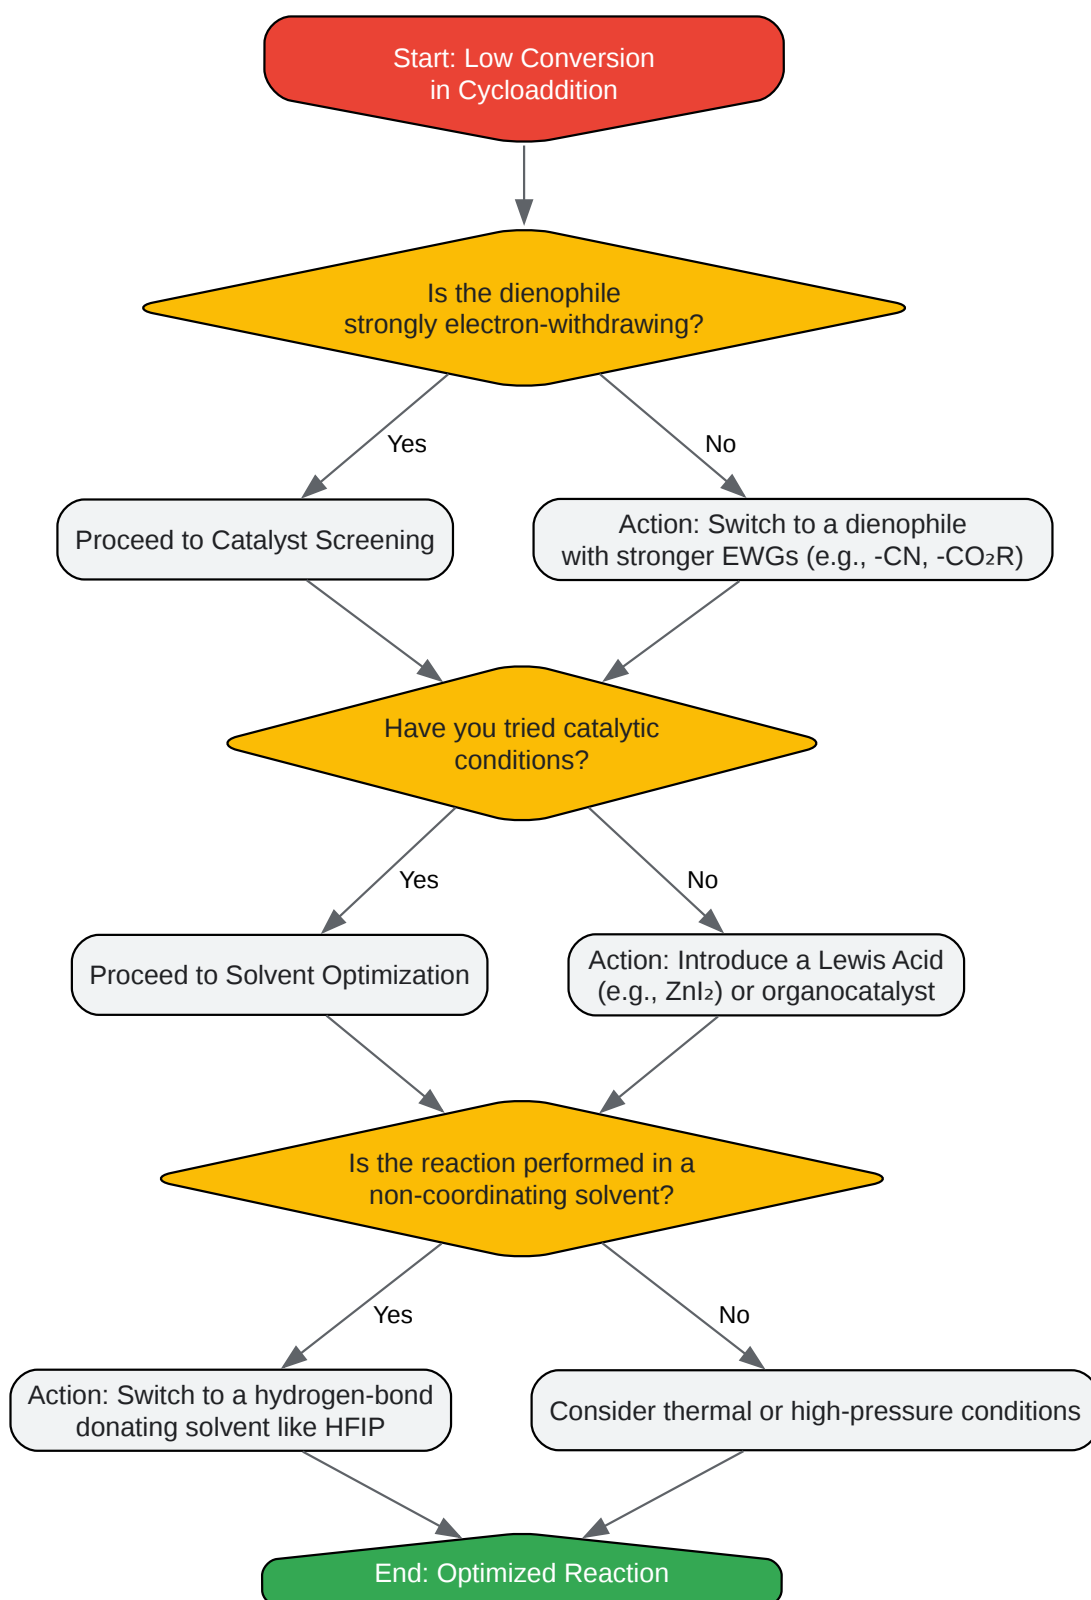 Start: Low Conversion
in Cycloaddition
Is the dienophile
strongly electron-withdrawing?
Yes
No
Proceed to Catalyst Screening
Action: Switch to a dienophile
with stronger EWGs (e.g., -CN, -CO₂R)
Have you tried catalytic
conditions?
Yes
No
Proceed to Solvent Optimization
Action: Introduce a Lewis Acid
(e.g., ZnI₂) or organocatalyst
Is the reaction performed in a
non-coordinating solvent?
Yes
No
Action: Switch to a hydrogen-bond
donating solvent like HFIP
Consider thermal or high-pressure conditions
End: Optimized Reaction